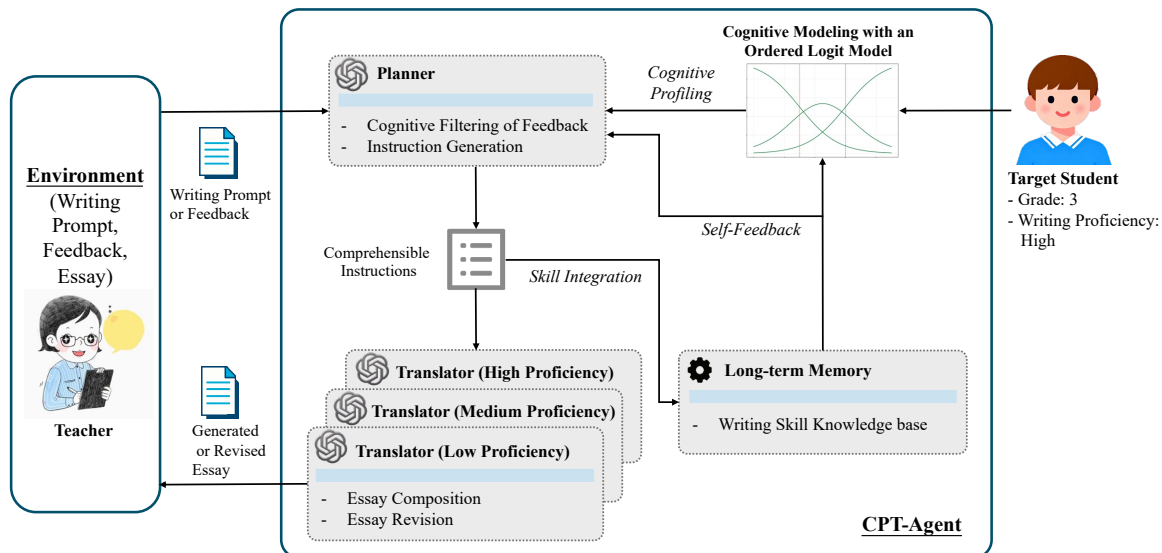 Environment
(Writing
Prompt,
Feedback,
Essay)
Teacher
Writing Prompt
or Feedback
Generated
or Revised
Essay
Planner
- Cognitive Filtering of Feedback
- Instruction Generation
Cognitive
Profiling
Cognitive Modeling with an
Ordered Logit Model
Comprehensible
Instructions
Skill Integration
Self-Feedback
Translator (High Proficiency)
Translator (Medium Proficiency)
Translator (Low Proficiency)
- Essay Composition
- Essay Revision
Long-term Memory
- Writing Skill Knowledge base
CPT-Agent
Target Student
- Grade: 3
- Writing Proficiency:
High